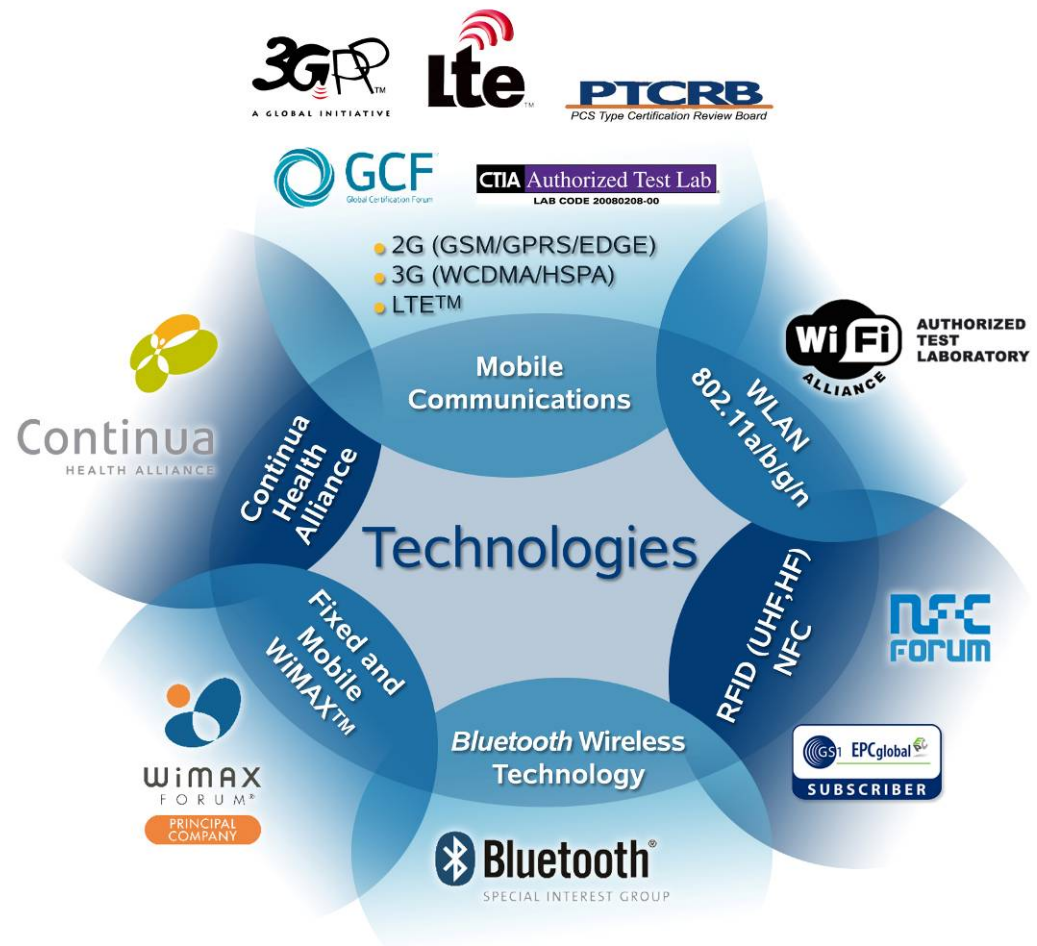 3GPP™
A GLOBAL INITIATIVE
Lte™
PTCRB
PCS Type Certification Review Board
GCF
Global Certification Forum
CTIA Authorized Test Lab
LAB CODE 20080208-00
2G (GSM/GPRS/EDGE)
3G (WCDMA/HSPA)
LTE™
Mobile
Communications
WLAN
802.11a/b/g/n
Wi Fi
ALLIANCE
AUTHORIZED
TEST
LABORATORY
Continua
HEALTH ALLIANCE
Continua
Health
Alliance
Technologies
RFID (UHF,HF)
NFC
NFC
FORUM
Fixed and
Mobile
WiMAX™
WiMAX
FORUM®
PRINCIPAL
COMPANY
Bluetooth Wireless
Technology
GS1 EPCglobal
SUBSCRIBER
Bluetooth®
SPECIAL INTEREST GROUP